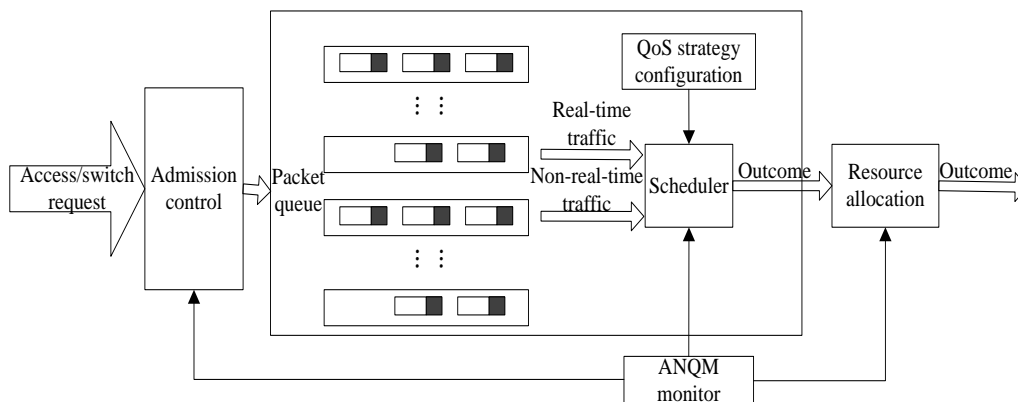 QoS strategy
configuration
Real-time
traffic
Access/switch
request
Admission
control
Packet
queue
Non-real-time
traffic
Scheduler
Outcome
Resource
allocation
Outcome
ANQM
monitor